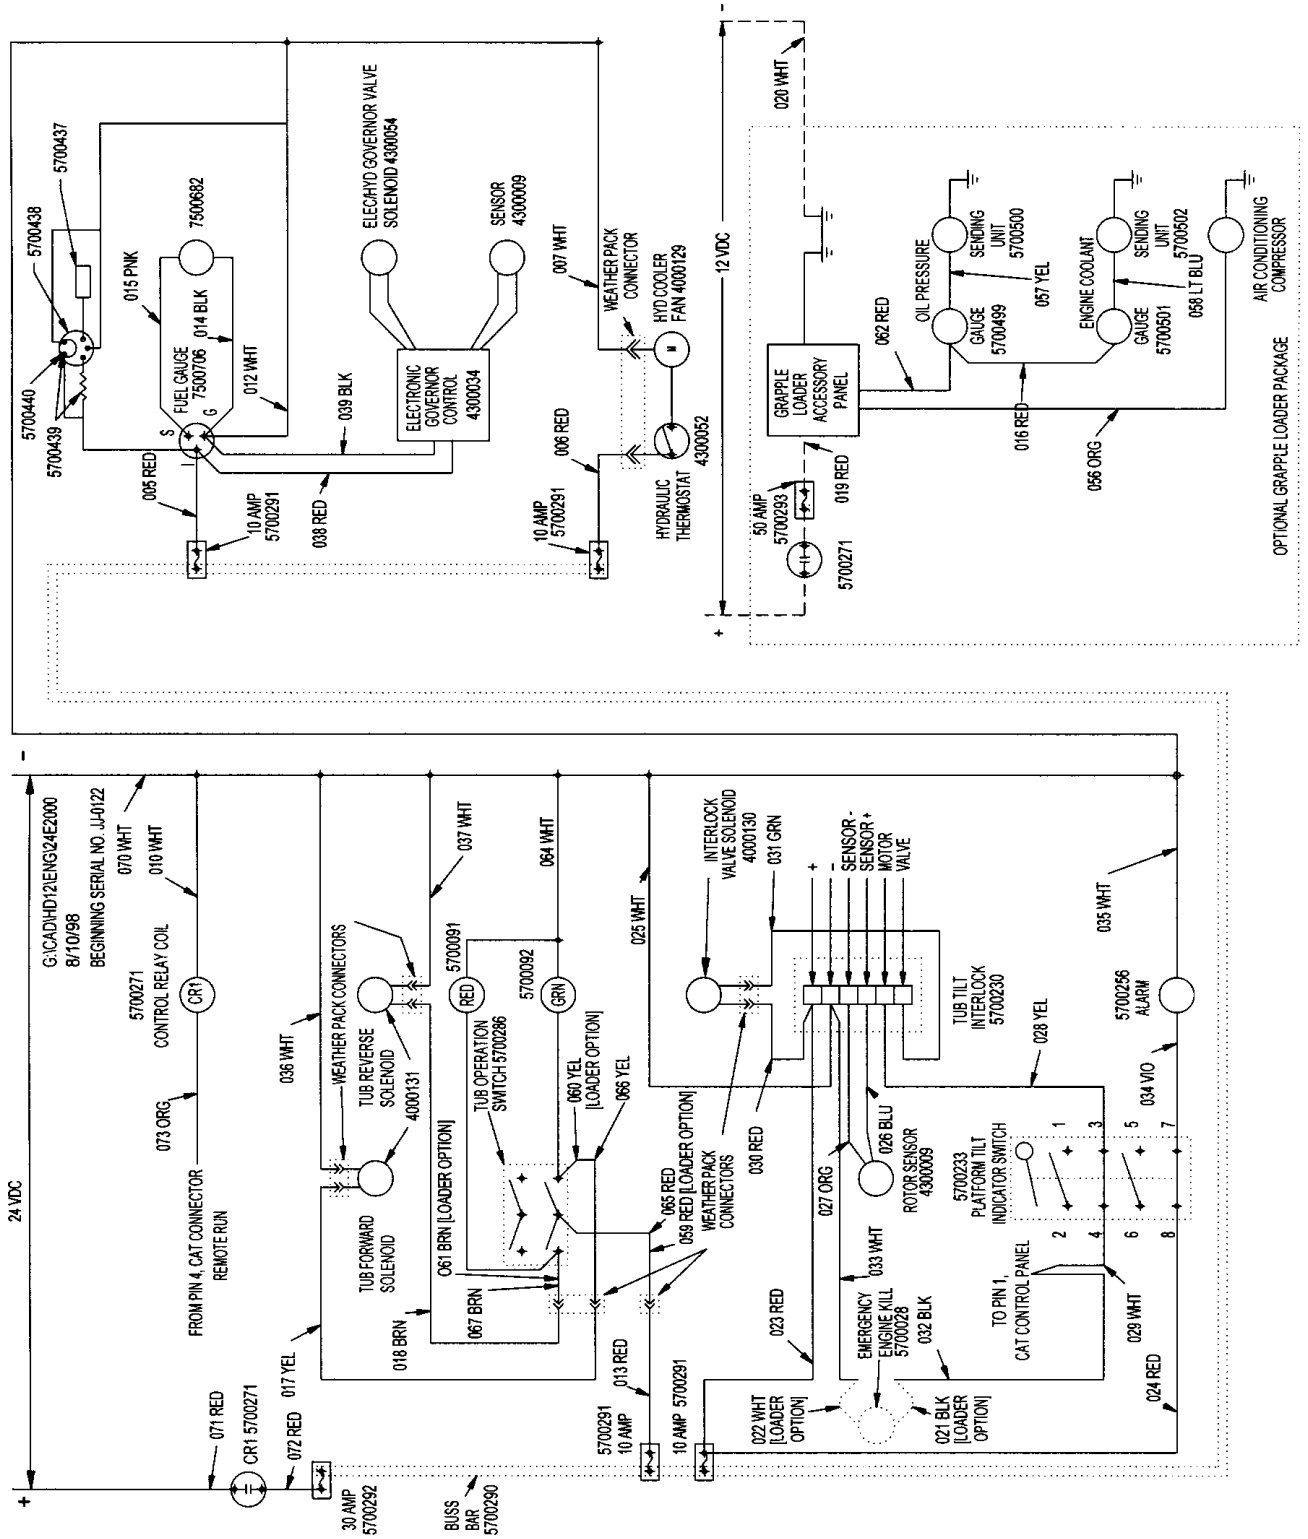 24 VDC
+
-
G:\CAD\HD12\ENG\24E2000
8/10/98
BEGINNING SERIAL NO. JJ-0122
070 WHT
010 WHT
5700271
CONTROL RELAY COIL
CR1
073 ORG
FROM PIN 4, CAT CONNECTOR
REMOTE RUN
071 RED
CR1 5700271
072 RED
30 AMP
5700292
BUSS
BAR
5700290
017 YEL
036 WHT
WEATHER PACK CONNECTORS
TUB REVERSE
SOLENOID
4000131
TUB FORWARD
SOLENOID
037 WHT
018 BRN
O61 BRN [LOADER OPTION]
067 BRN
5700091
RED
5700092
GRN
064 WHT
TUB OPERATION
SWITCH 5700286
060 YEL
[LOADER OPTION]
066 YEL
065 RED
059 RED [LOADER OPTION]
WEATHER PACK
CONNECTORS
013 RED
5700291
10 AMP
10 AMP 5700291
025 WHT
INTERLOCK
VALVE SOLENOID
4000130
031 GRN
030 RED
+
-
SENSOR -
SENSOR +
MOTOR
VALVE
TUB TILT
INTERLOCK
5700230
023 RED
027 ORG
026 BLU
ROTOR SENSOR
4300009
033 WHT
EMERGENCY
ENGINE KILL
5700028
032 BLK
022 WHT
[LOADER
OPTION]
021 BLK
[LOADER
OPTION]
028 YEL
5700233
PLATFORM TILT
INDICATOR SWITCH
1
3
5
7
2
4
6
8
TO PIN 1,
CAT CONTROL PANEL
029 WHT
024 RED
034 VIO
5700256
ALARM
035 WHT
5700437
5700438
5700440
5700439
015 PNK
7500682
014 BLK
FUEL GAUGE
7500706
S
G
I
012 WHT
005 RED
10 AMP
5700291
038 RED
039 BLK
ELEC/HYD GOVERNOR VALVE
SOLENOID 4300054
SENSOR
4300009
ELECTRONIC
GOVERNOR
CONTROL
4300034
007 WHT
WEATHER PACK
CONNECTOR
006 RED
10 AMP
5700291
HYD COOLER
FAN 4000129
M
4300052
HYDRAULIC
THERMOSTAT
12 VDC
+
-
020 WHT
GRAPPLE
LOADER
ACCESSORY
PANEL
019 RED
50 AMP
5700293
5700271
062 RED
OIL PRESSURE
GAUGE
5700499
057 YEL
SENDING
UNIT
5700500
016 RED
ENGINE COOLANT
GAUGE
5700501
058 LT BLU
SENDING
UNIT
5700502
056 ORG
AIR CONDITIONING
COMPRESSOR
OPTIONAL GRAPPLE LOADER PACKAGE